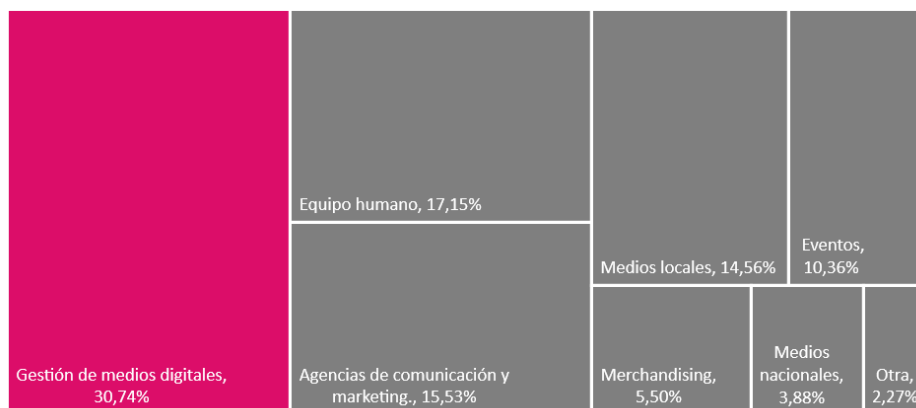 Gestión de medios digitales,
30,74%
Equipo humano, 17,15%
Agencias de comunicación y
marketing., 15,53%
Medios locales, 14,56%
Eventos,
10,36%
Merchandising,
5,50%
Medios
nacionales,
3,88%
Otra,
2,27%